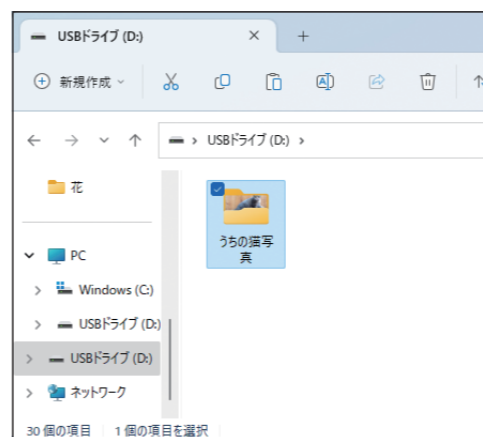 USBドライブ (D:)
新規作成
USBドライブ (D:)
花
うちの猫写
真
PC
Windows (C:)
USBドライブ (D:)
USBドライブ (D:)
ネットワーク
30 個の項目 1 個の項目を選択